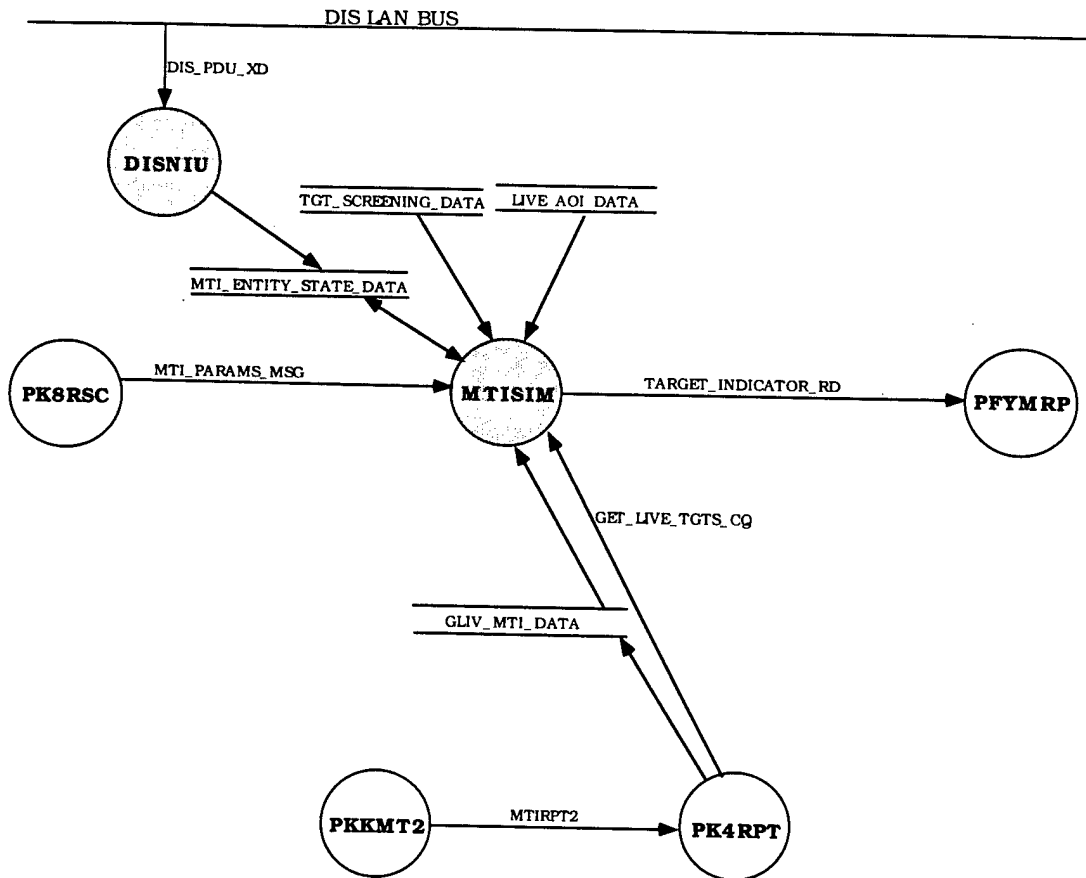 DIS LAN BUS
DIS_PDU_XD
DISNIU
TGT_SCREENING_DATA
LIVE AOI DATA
MTI_ENTITY_STATE_DATA
PK8RSC
MTI_PARAMS_MSG
MTISIM
TARGET_INDICATOR_RD
PFYMRP
GET_LIVE_TGTS_CQ
GLIV_MTI_DATA
PKKMT2
MTIRPT2
PK4RPT